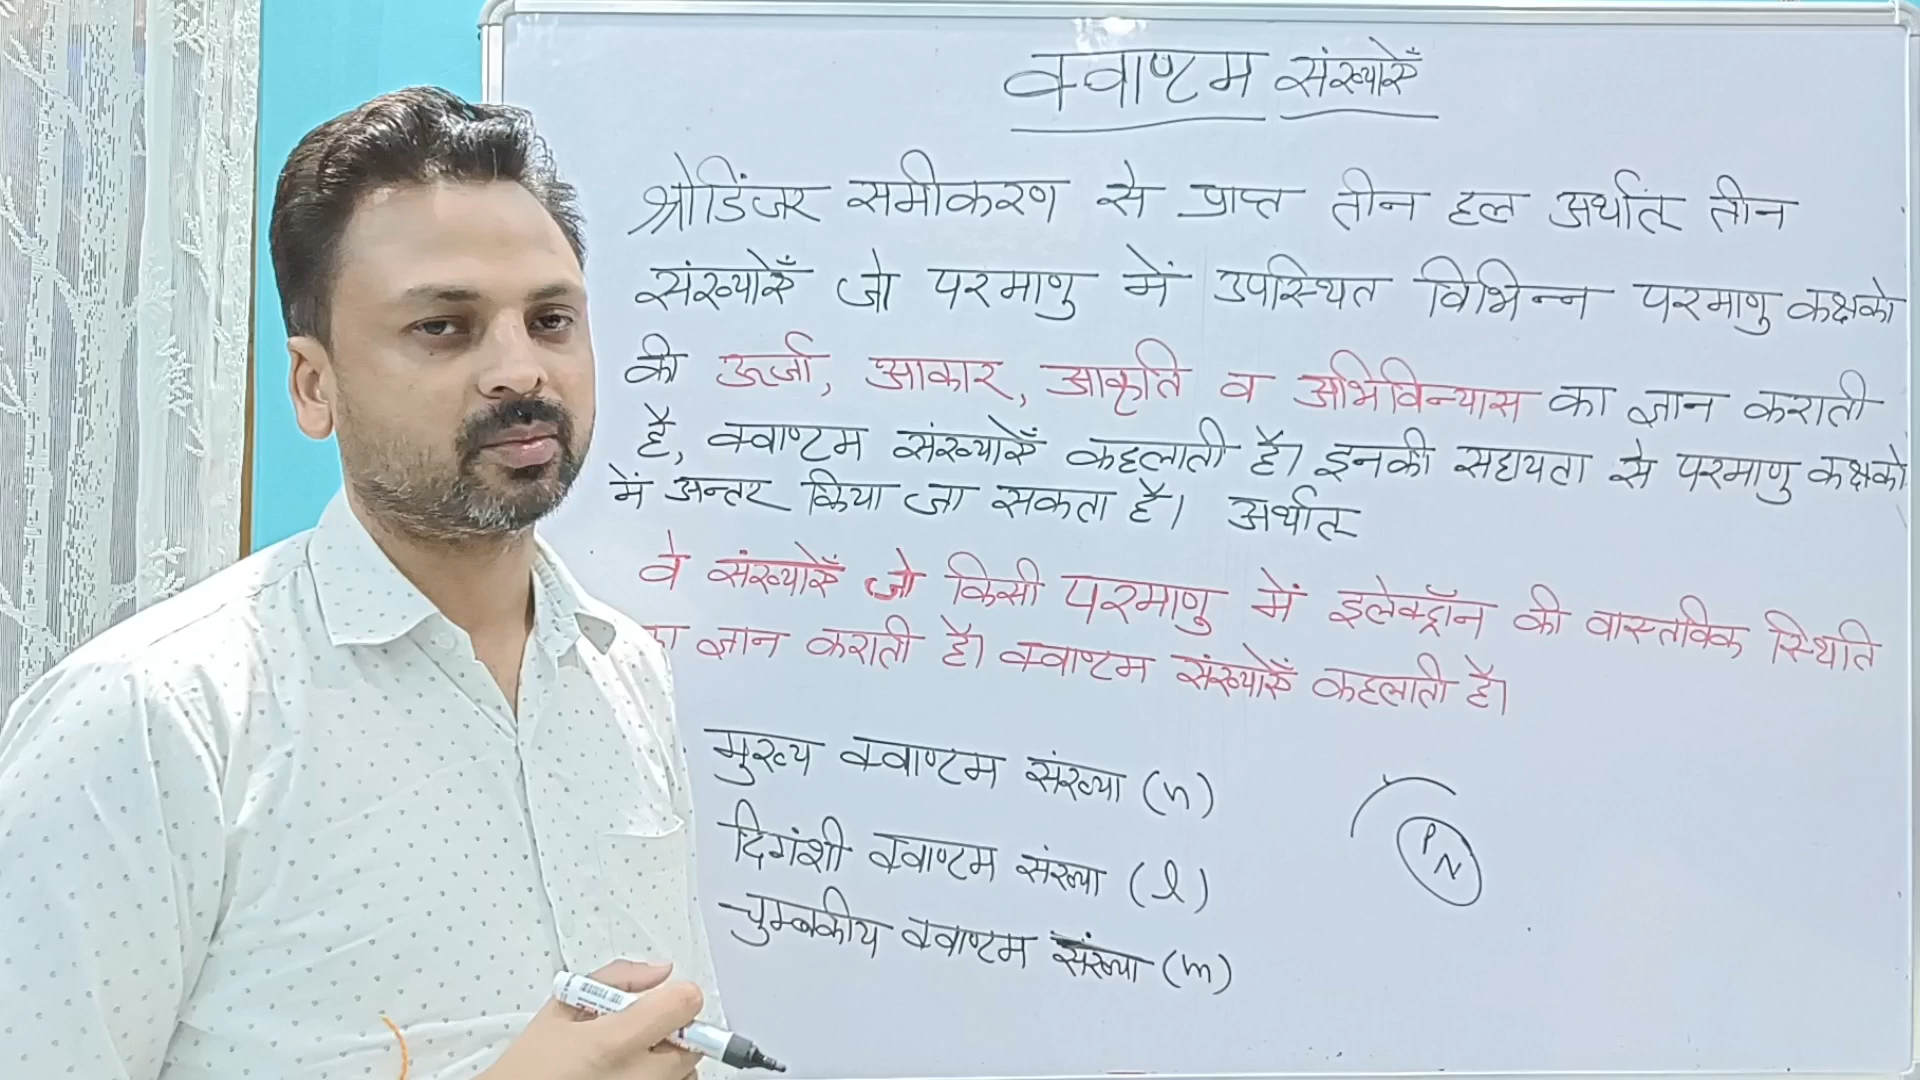 क्वाण्टम संख्याएँ
श्रोडिंजर समीकरण से प्राप्त तीन हल अर्थात तीन
संख्याएँ जो परमाणु में उपस्थित विभिन्न परमाणु कक्षको
की ऊर्जा, आकार, आकृति व अभिविन्यास का ज्ञान कराती
है, क्वाण्टम संख्याएँ कहलाती है। इनकी सहायता से परमाणु कक्षको
में अन्तर किया जा सकता है। अर्थात
वे संख्याएँ जो किसी परमाणु में इलेक्ट्रॉन की वास्तविक स्थिति
का ज्ञान कराती है। क्वाण्टम संख्याएँ कहलाती है।
मुख्य क्वाण्टम संख्या (n)
दिगंशी क्वाण्टम संख्या (l)
चुम्बकीय क्वाण्टम संख्या (m)
P
N